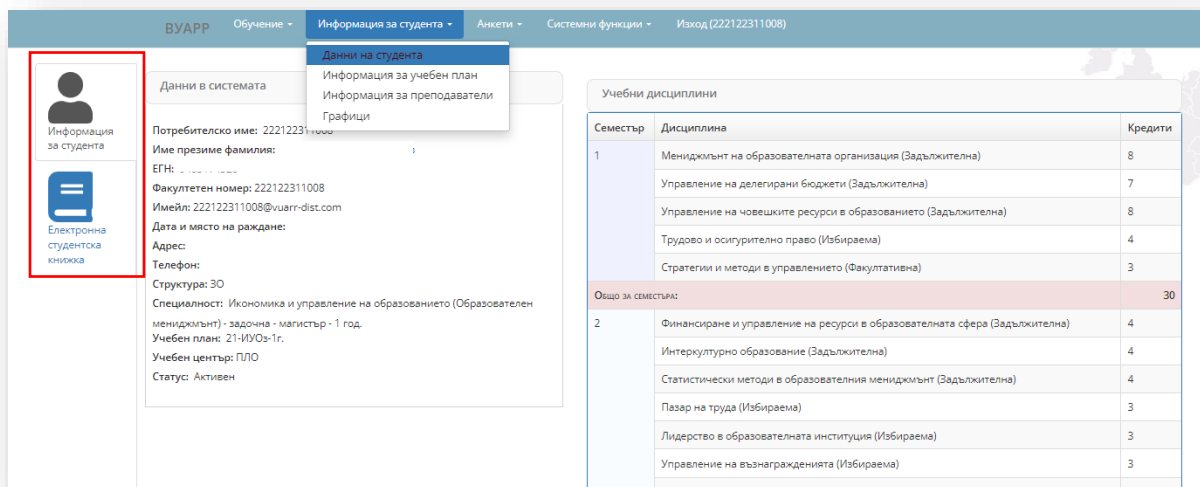 ВУАРР Обучение Информация за студента Анкети Системни функции Изход (222122311008)
Данни на студента
Информация за учебен план
Информация за преподаватели
Графици
Информация
за студента
Електронна
студентска
книжка
Данни в системата
Потребителско име: 222122311008
Име презиме фамилия:
ЕГН:
Факултетен номер: 222122311008
Имейл: 222122311008@vuarr-dist.com
Дата и място на раждане:
Адрес:
Телефон:
Структура: ЗО
Специалност: Икономика и управление на образованието (Образователен
мениджмънт) - задочна - магистър - 1 год.
Учебен план: 21-ИУОз-1г.
Учебен център: ПЛО
Статус: Активен
Учебни дисциплини
Семестър Дисциплина Кредити
1 Мениджмънт на образователната организация (Задължителна) 8
Управление на делегирани бюджети (Задължителна) 7
Управление на човешките ресурси в образованието (Задължителна) 8
Трудово и осигурително право (Избираема) 4
Стратегии и методи в управлението (Факултативна) 3
Общо за семестъра: 30
2 Финансиране и управление на ресурси в образователната сфера (Задължителна) 4
Интеркултурно образование (Задължителна) 4
Статистически методи в образователния мениджмънт (Задължителна) 4
Пазар на труда (Избираема) 3
Лидерство в образователната институция (Избираема) 3
Управление на възнагражденията (Избираема) 3